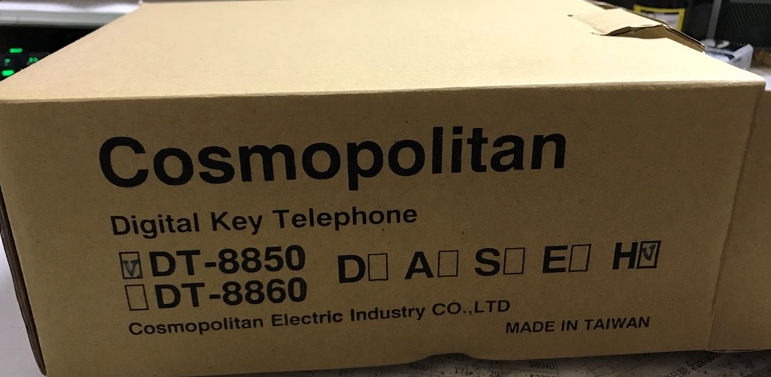 Cosmopolitan
Digital Key Telephone
☑DT-8850 D☐ A☐ S☐ E☐ H☑
☐DT-8860
Cosmopolitan Electric Industry CO.,LTD
MADE IN TAIWAN